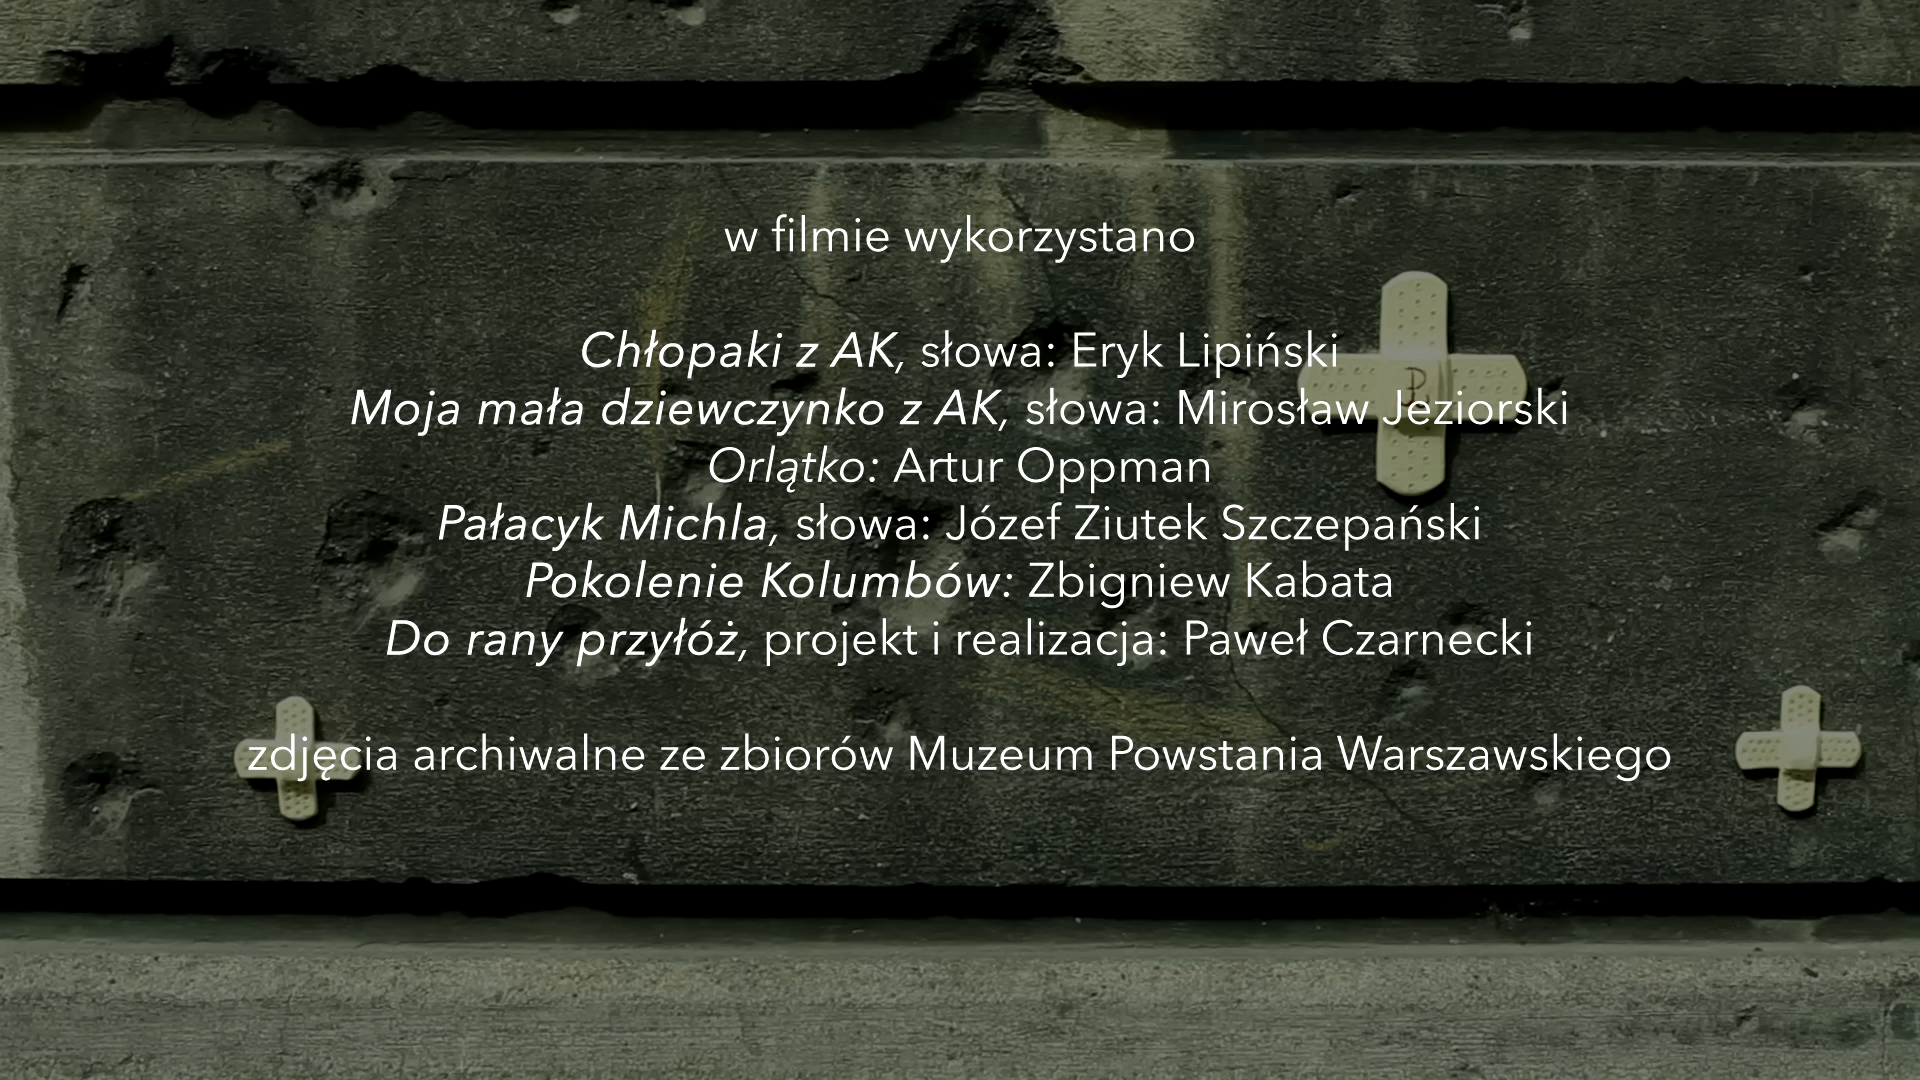 w filmie wykorzystano
Chłopaki z AK, słowa: Eryk Lipiński
Moja mała dziewczynko z AK, słowa: Mirosław Jeziorski
Orlątko: Artur Oppman
Pałacyk Michla, słowa: Józef Ziutek Szczepański
Pokolenie Kolumbów: Zbigniew Kabata
Do rany przyłóż, projekt i realizacja: Paweł Czarnecki
zdjęcia archiwalne ze zbiorów Muzeum Powstania Warszawskiego